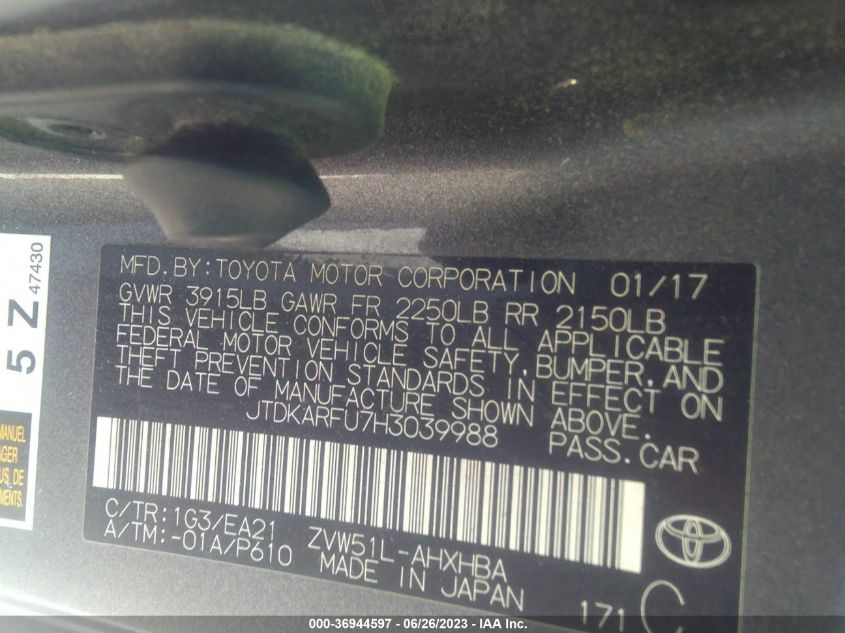 MFD.BY:TOYOTA MOTOR CORPORATION 01/17
GVWR 3915LB GAWR FR 2250LB RR 2150LB
THIS VEHICLE CONFORMS TO ALL APPLICABLE
FEDERAL MOTOR VEHICLE SAFETY,BUMPER,AND
THEFT PREVENTION STANDARDS IN EFFECT ON
THE DATE OF MANUFACTURE SHOWN ABOVE.
JTDKARFU7H3039988 PASS.CAR
C/TR:1G3/EA21 ZVW51L-AHXHBA
A/TM:-01A/P610 MADE IN JAPAN
171 C
5 Z 47430
MANUEL
US, DE
000-36944597 - 06/26/2023 - © IAA Inc.